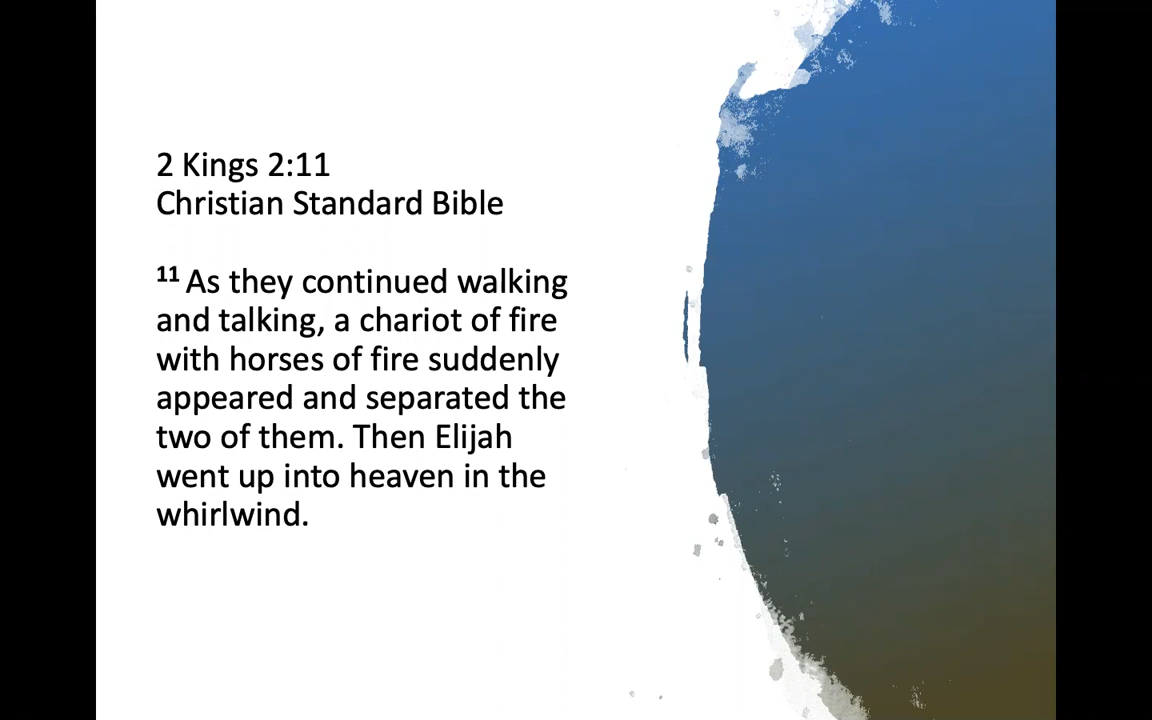 2 Kings 2:11
Christian Standard Bible
11 As they continued walking
and talking, a chariot of fire
with horses of fire suddenly
appeared and separated the
two of them. Then Elijah
went up into heaven in the
whirlwind.